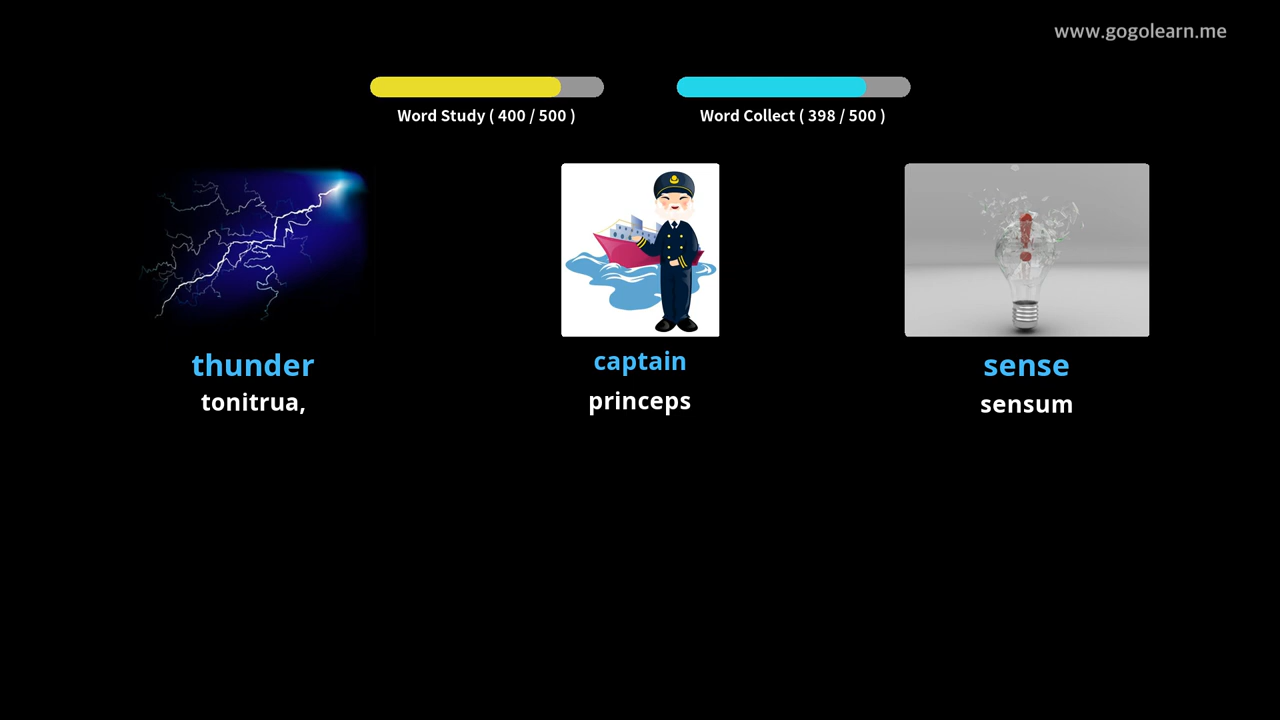 www.gogolearn.me
Word Study ( 400 / 500 )
Word Collect ( 398 / 500 )
thunder
tonitrua,
captain
princeps
sense
sensum